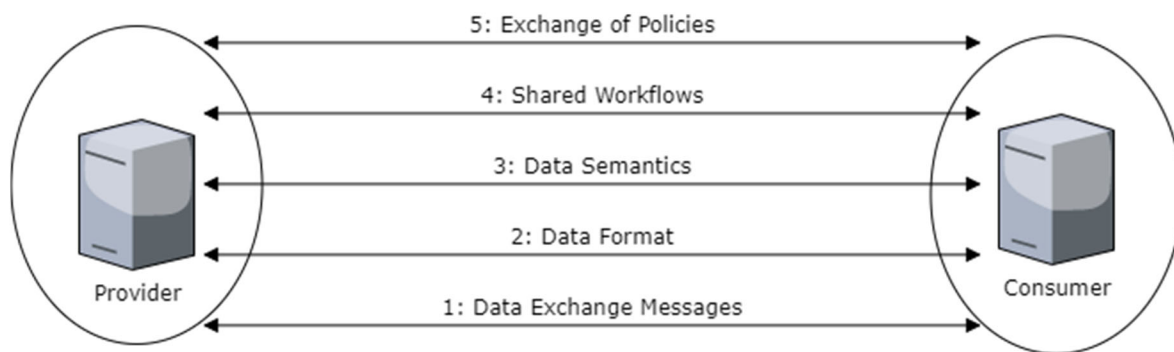 5: Exchange of Policies
4: Shared Workflows
3: Data Semantics
2: Data Format
Provider
Consumer
1: Data Exchange Messages